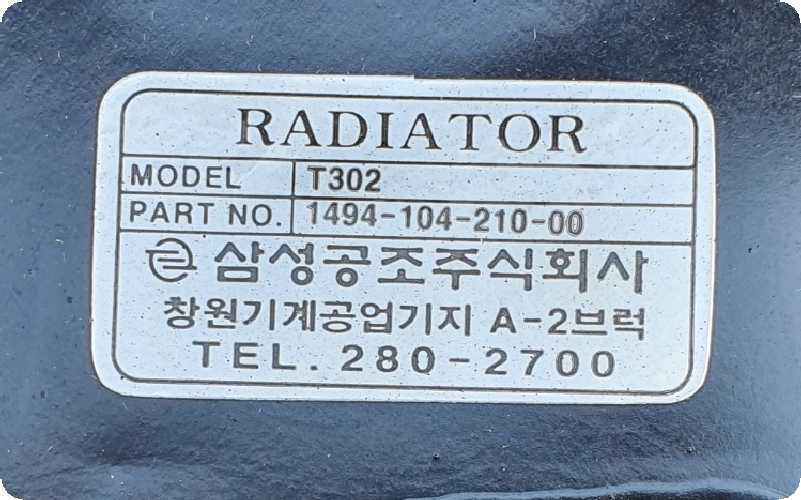 RADIATOR
MODEL T302
PART NO. 1494-104-210-00
삼성공조주식회사
창원기계공업기지 A-2브럭
TEL. 280-2700